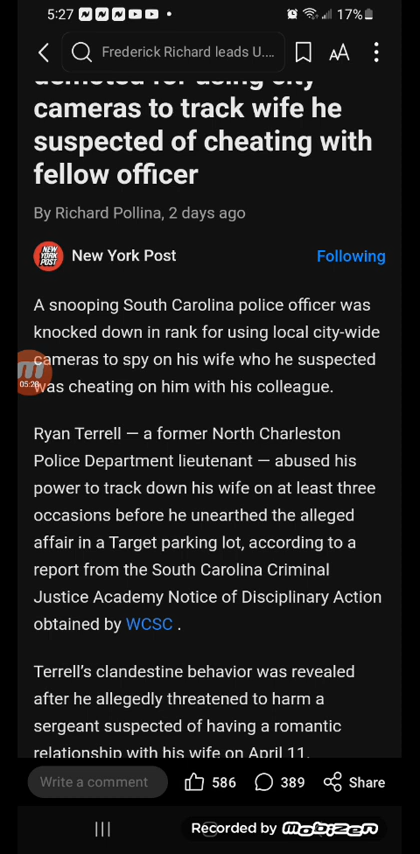 5:27
17%
Frederick Richard leads U....
demoted for using city
cameras to track wife he
suspected of cheating with
fellow officer
By Richard Pollina, 2 days ago
NEW YORK POST
New York Post
Following
A snooping South Carolina police officer was
knocked down in rank for using local city-wide
cameras to spy on his wife who he suspected
was cheating on him with his colleague.
05:28
Ryan Terrell — a former North Charleston
Police Department lieutenant — abused his
power to track down his wife on at least three
occasions before he unearthed the alleged
affair in a Target parking lot, according to a
report from the South Carolina Criminal
Justice Academy Notice of Disciplinary Action
obtained by WCSC .
Terrell’s clandestine behavior was revealed
after he allegedly threatened to harm a
sergeant suspected of having a romantic
relationship with his wife on April 11.
Write a comment
586
389
Share
Recorded by mobizen